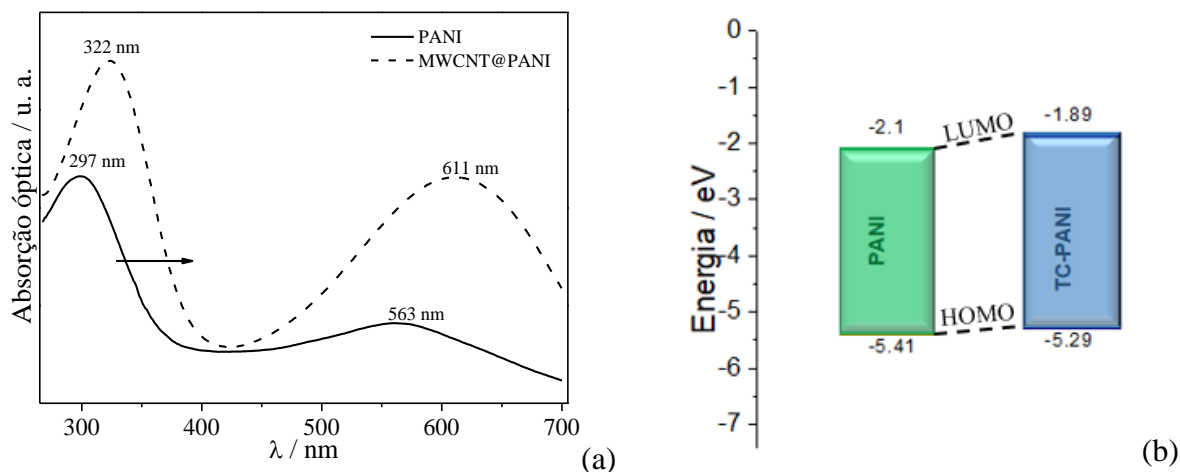 Absorção óptica / u. a.
322 nm
297 nm
611 nm
563 nm
PANI
MWCNT@PANI
300
400
500
600
700
λ / nm
(a)
Energia / eV
0
-1
-2
-3
-4
-5
-6
-7
-2.1
LUMO
-1.89
PANI
TC-PANI
HOMO
-5.41
-5.29
(b)